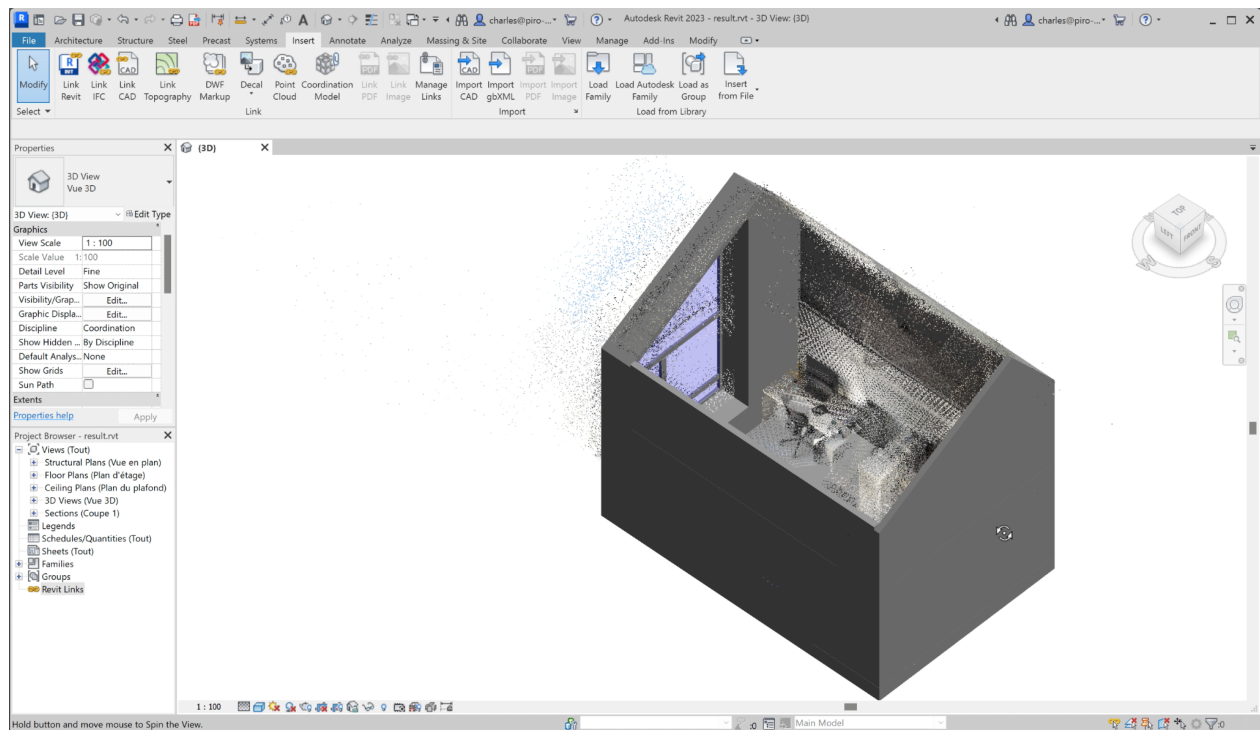 R
charles@piro-...
Autodesk Revit 2023 - result.rvt - 3D View: {3D}
charles@piro-...
File Architecture Structure Steel Precast Systems Insert Annotate Analyze Massing & Site Collaborate View Manage Add-Ins Modify
Modify Link Revit Link IFC Link CAD Link Topography DWF Markup Decal Point Cloud Coordination Model Link PDF Link Image Manage Links Import CAD Import gbXML Import PDF Import Image Load Family Load Autodesk Family Load as Group Insert from File
Select Link Import Load from Library
Properties
(3D)
3D View
Vue 3D
3D View: {3D} Edit Type
Graphics
View Scale 1 : 100
Scale Value 1: 100
Detail Level Fine
Parts Visibility Show Original
Visibility/Grap... Edit...
Graphic Displa... Edit...
Discipline Coordination
Show Hidden ... By Discipline
Default Analys... None
Show Grids Edit...
Sun Path
Extents
Properties help Apply
Project Browser - result.rvt
Views (Tout)
Structural Plans (Vue en plan)
Floor Plans (Plan d'étage)
Ceiling Plans (Plan du plafond)
3D Views (Vue 3D)
Sections (Coupe 1)
Legends
Schedules/Quantities (Tout)
Sheets (Tout)
Families
Groups
Revit Links
TOP
LEFT FRONT
1 : 100
Hold button and move mouse to Spin the View.
:0 Main Model :0